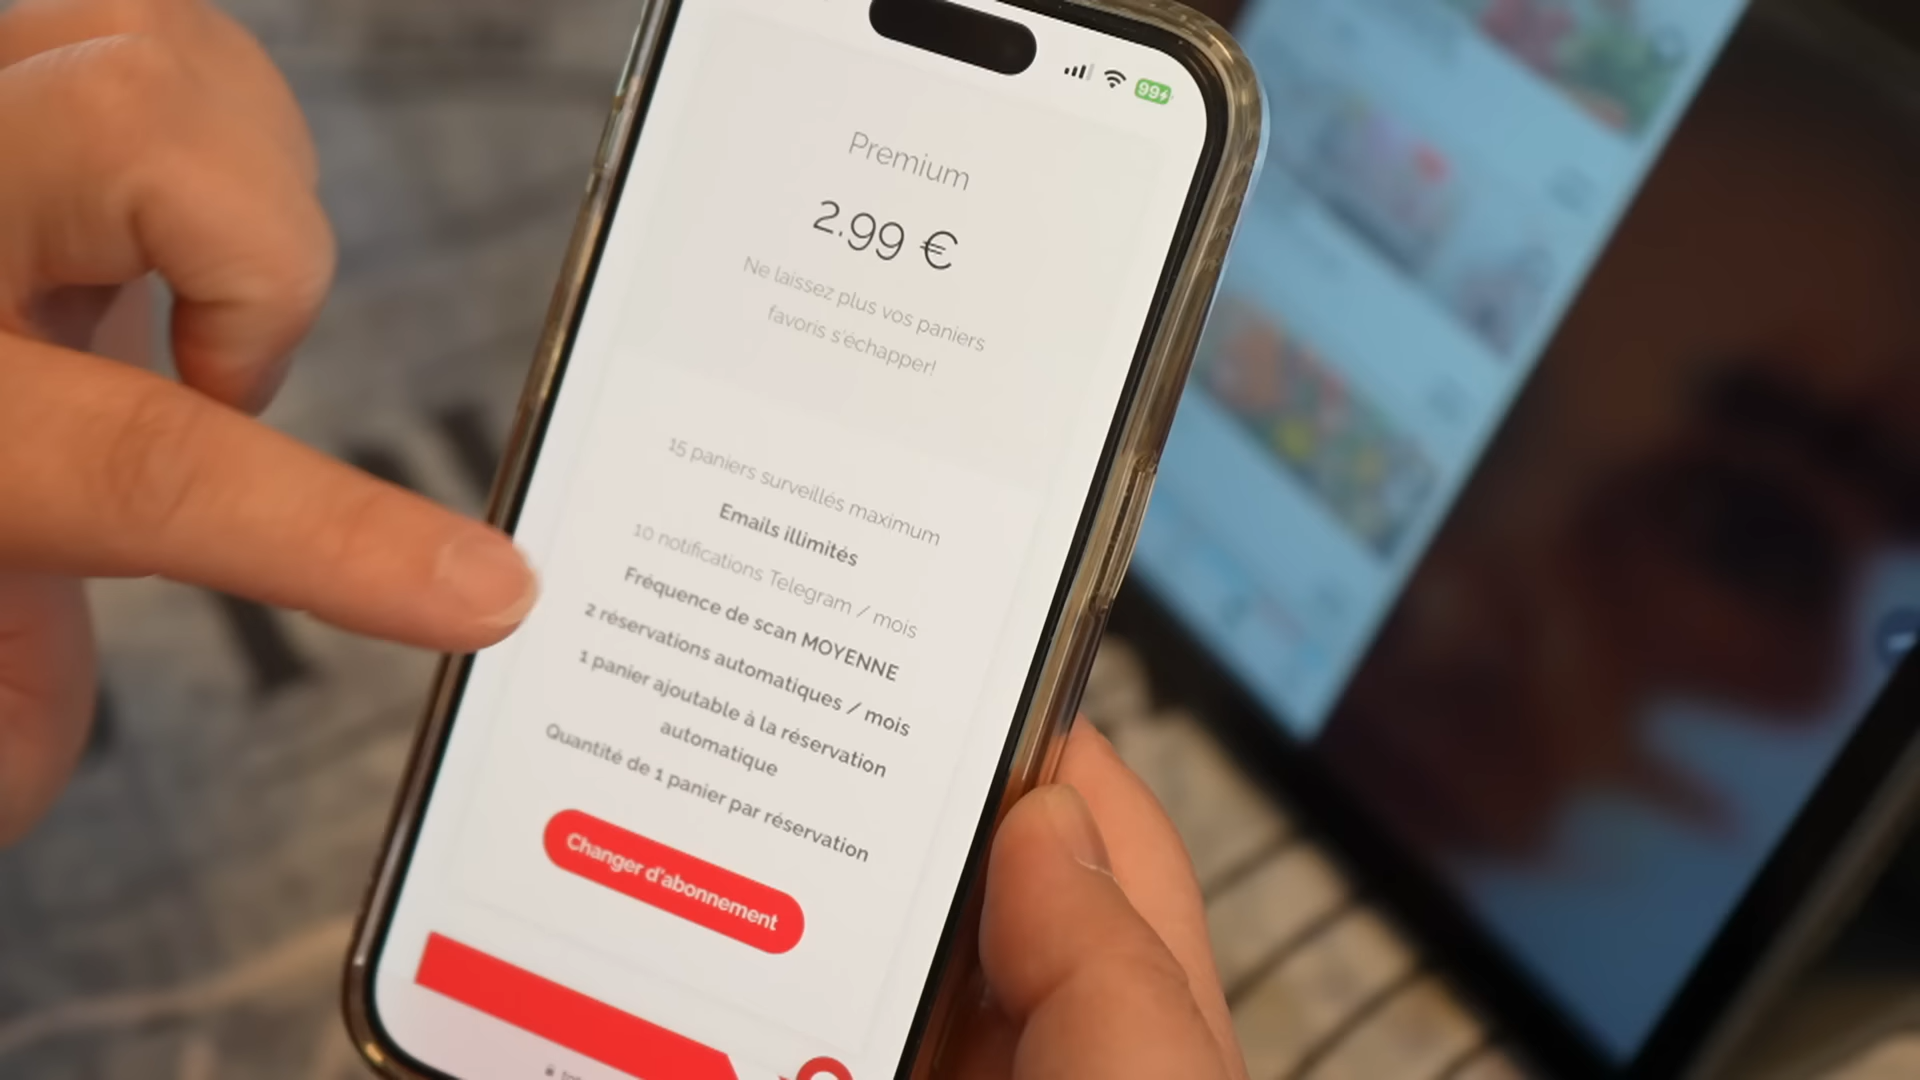 99
Premium
2.99 €
Ne laissez plus vos paniers
favoris s'échapper!
15 paniers surveillés maximum
Emails illimités
10 notifications Telegram / mois
Fréquence de scan MOYENNE
2 réservations automatiques / mois
1 panier ajoutable à la réservation
automatique
Quantité de 1 panier par réservation
Changer d'abonnement